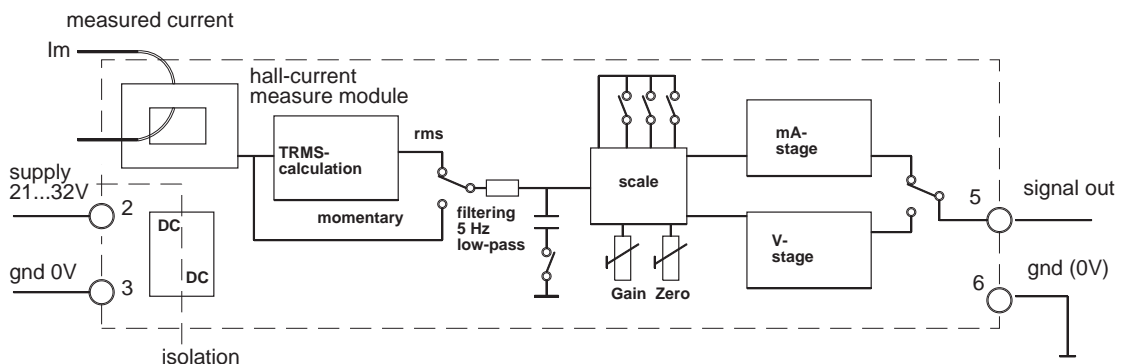 measured current
Im
hall-current
measure module
rms
TRMS-
calculation
momentary
filtering
5 Hz
low-pass
scale
Gain
Zero
mA-
stage
V-
stage
supply
21...32V
2
DC
DC
gnd 0V
3
isolation
5
signal out
6
gnd (0V)